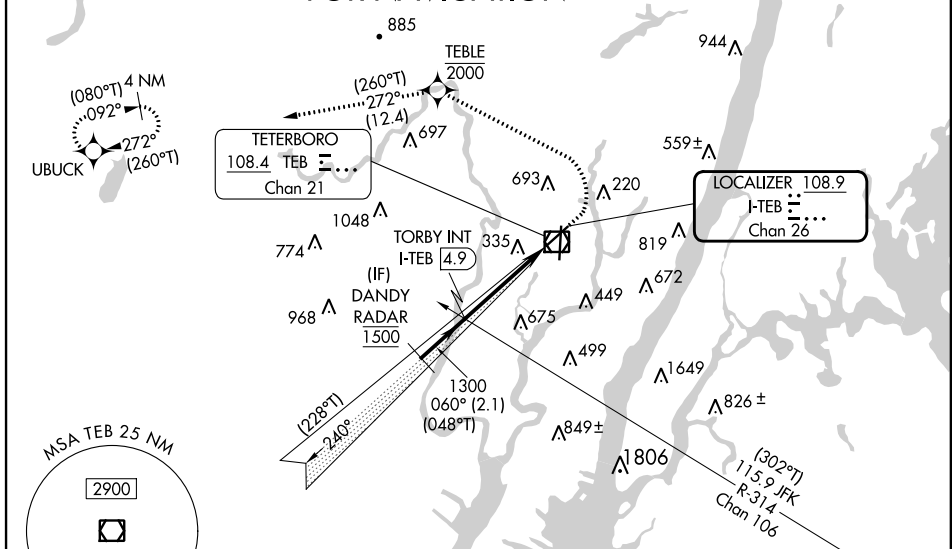 885
TEBLE
2000
944
4 NM
(080°T)
092°
272°
(260°T)
UBUCK
(260°T)
272°
(12.4)
697
559±
TETERBORO
108.4 TEB
Chan 21
693
220
LOCALIZER 108.9
I-TEB
Chan 26
1048
774
TORBY INT
I-TEB 4.9
335
819
672
(IF)
DANDY
RADAR
1500
968
449
675
499
1649
1300
060° (2.1)
(048°T)
826 ±
(228°T)
240°
849±
1806
(302°T)
115.9 JFK
R-314
Chan 106
MSA TEB 25 NM
2900